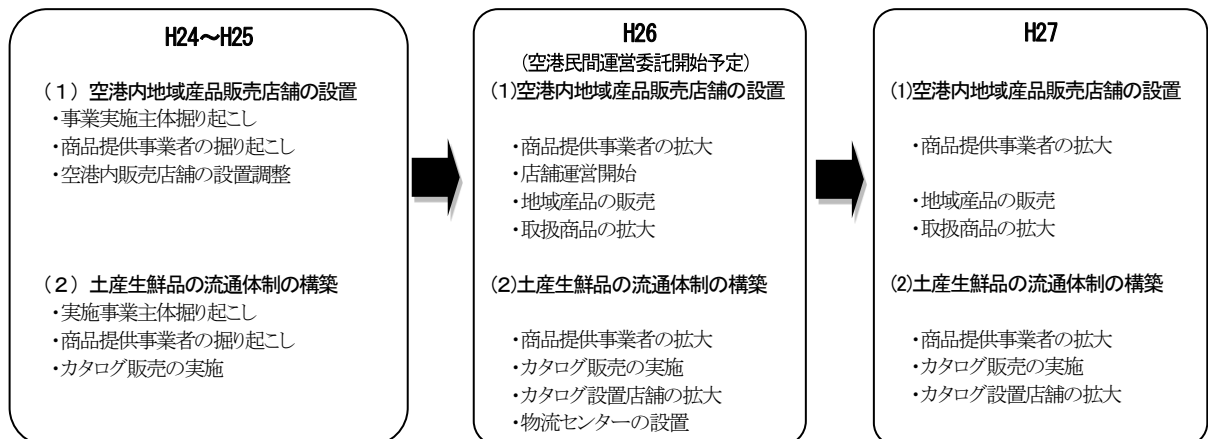 H24～H25
（１）空港内地域産品販売店舗の設置
・事業実施主体掘り起こし
・商品提供事業者の掘り起こし
・空港内販売店舗の設置調整
（２）土産生鮮品の流通体制の構築
・実施事業主体掘り起こし
・商品提供事業者の掘り起こし
・カタログ販売の実施
H26
(空港民間運営委託開始予定)
(1)空港内地域産品販売店舗の設置
・商品提供事業者の拡大
・店舗運営開始
・地域産品の販売
・取扱商品の拡大
(2)土産生鮮品の流通体制の構築
・商品提供事業者の拡大
・カタログ販売の実施
・カタログ設置店舗の拡大
・物流センターの設置
H27
(1)空港内地域産品販売店舗の設置
・商品提供事業者の拡大
・地域産品の販売
・取扱商品の拡大
(2)土産生鮮品の流通体制の構築
・商品提供事業者の拡大
・カタログ販売の実施
・カタログ設置店舗の拡大